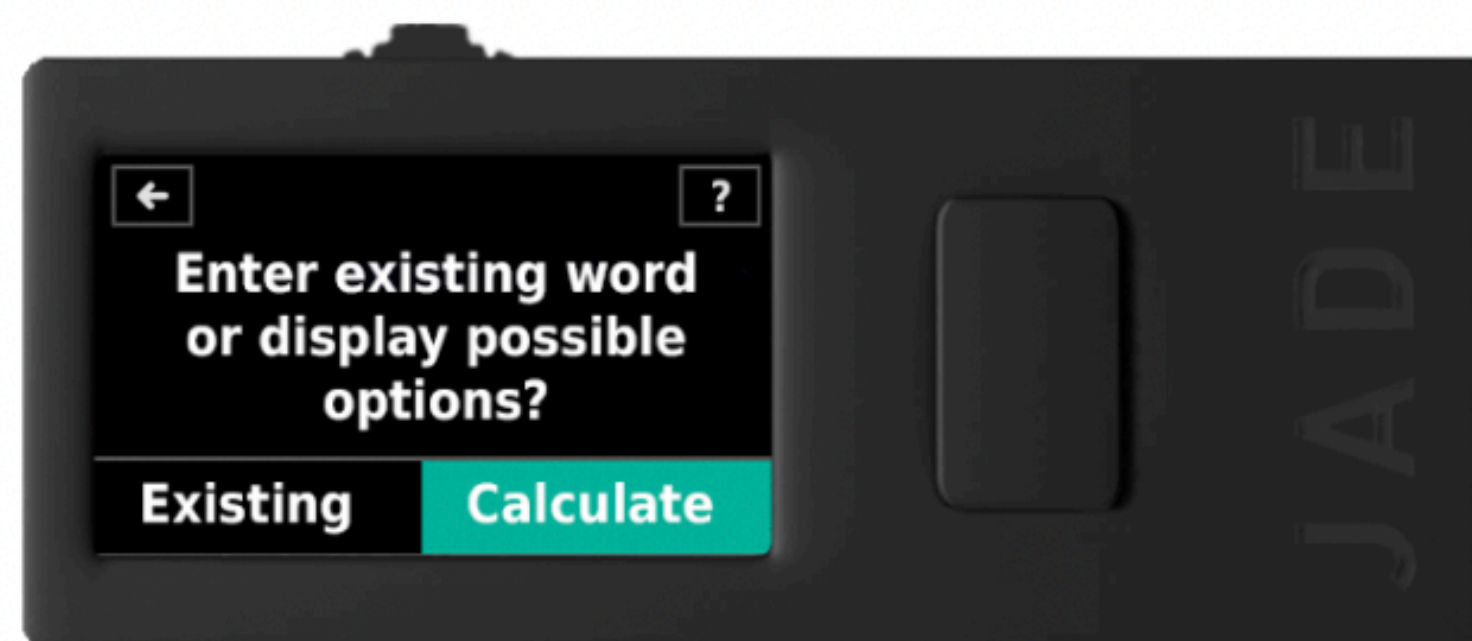 ←
?
Enter existing word
or display possible
options?
Existing
Calculate
JADE